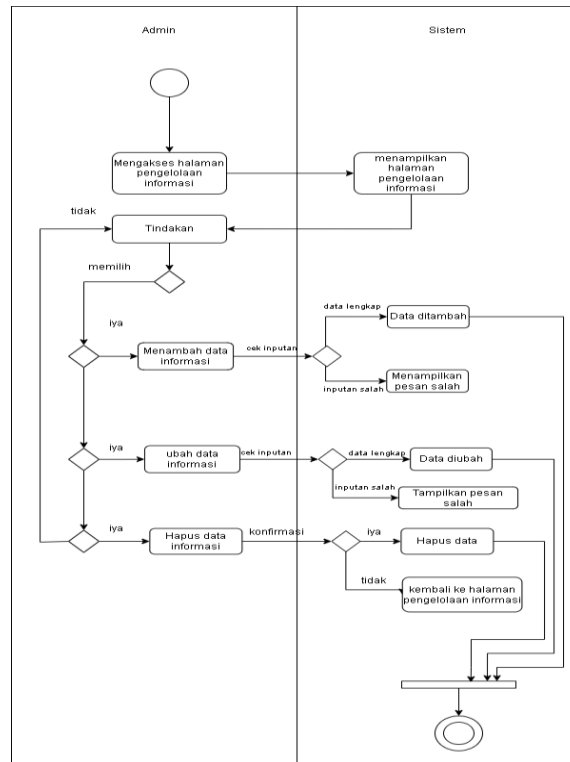 Admin
Sistem
Mengakses halaman
pengelolaan
informasi
menampilkan
halaman
pengelolaan
informasi
tidak
Tindakan
memilih
iya
Menambah data
informasi
cek inputan
data lengkap
Data ditambah
inputan salah
Menampilkan
pesan salah
iya
ubah data
informasi
cek inputan
data lengkap
Data diubah
inputan salah
Tampilkan pesan
salah
iya
Hapus data
informasi
konfirmasi
iya
Hapus data
tidak
kembali ke halaman
pengelolaan informasi